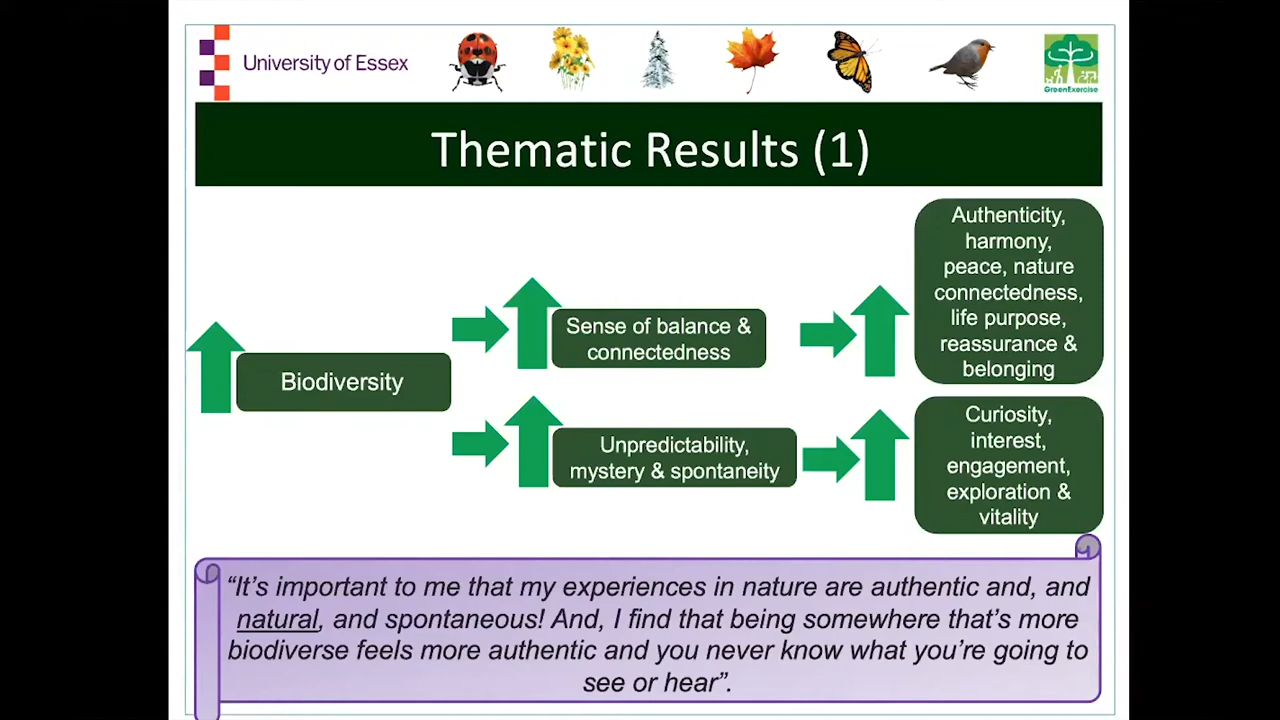 University of Essex
GreenExercise
Thematic Results (1)
Biodiversity
Sense of balance &
connectedness
Authenticity,
harmony,
peace, nature
connectedness,
life purpose,
reassurance &
belonging
Unpredictability,
mystery & spontaneity
Curiosity,
interest,
engagement,
exploration &
vitality
“It’s important to me that my experiences in nature are authentic and, and
natural, and spontaneous! And, I find that being somewhere that’s more
biodiverse feels more authentic and you never know what you’re going to
see or hear”.